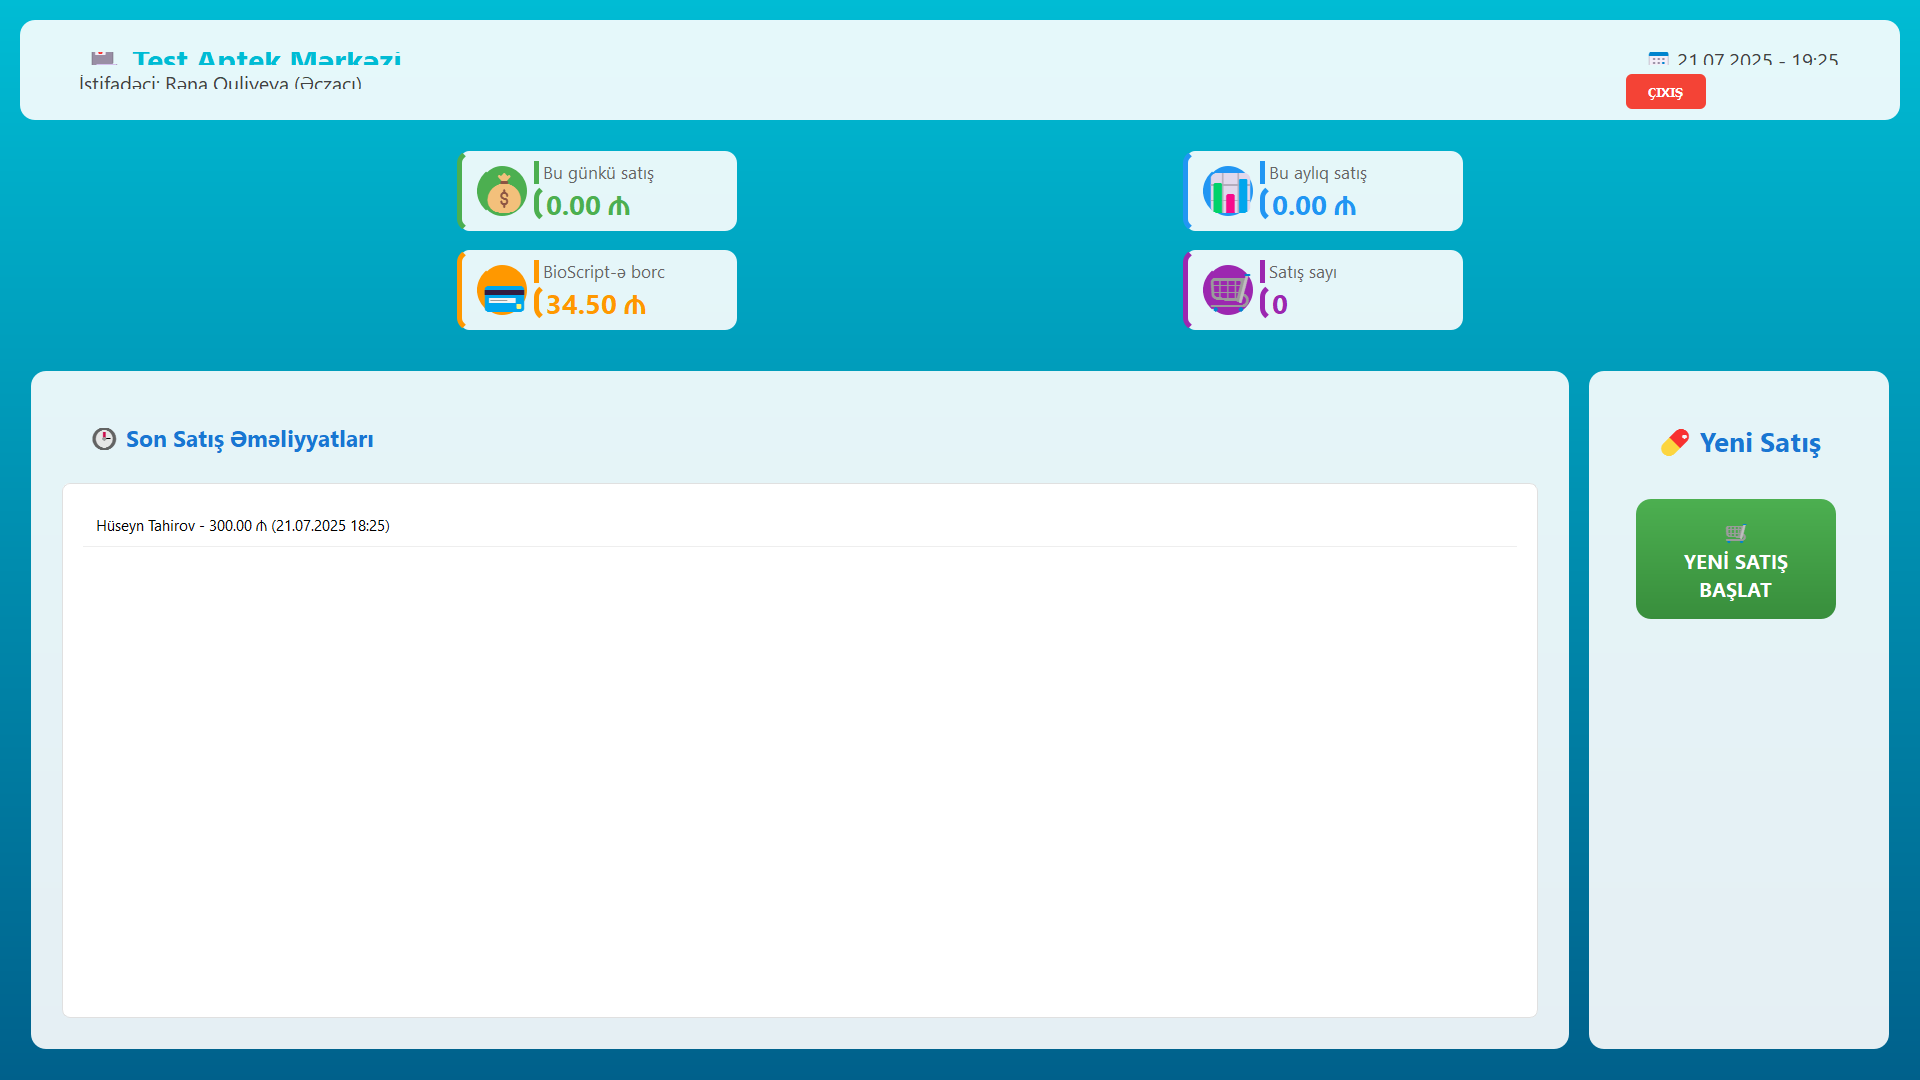 Test Aptek Mərkəzi
21.07.2025 - 19:25
İstifadəçi: Rəna Quliyeva (Əczaçı)
ÇIXIŞ
Bu günkü satış
0.00 ₼
Bu aylıq satış
0.00 ₼
BioScript-ə borc
34.50 ₼
Satış sayı
0
Son Satış Əməliyyatları
Hüseyn Tahirov - 300.00 ₼ (21.07.2025 18:25)
Yeni Satış
YENİ SATIŞ
BAŞLAT